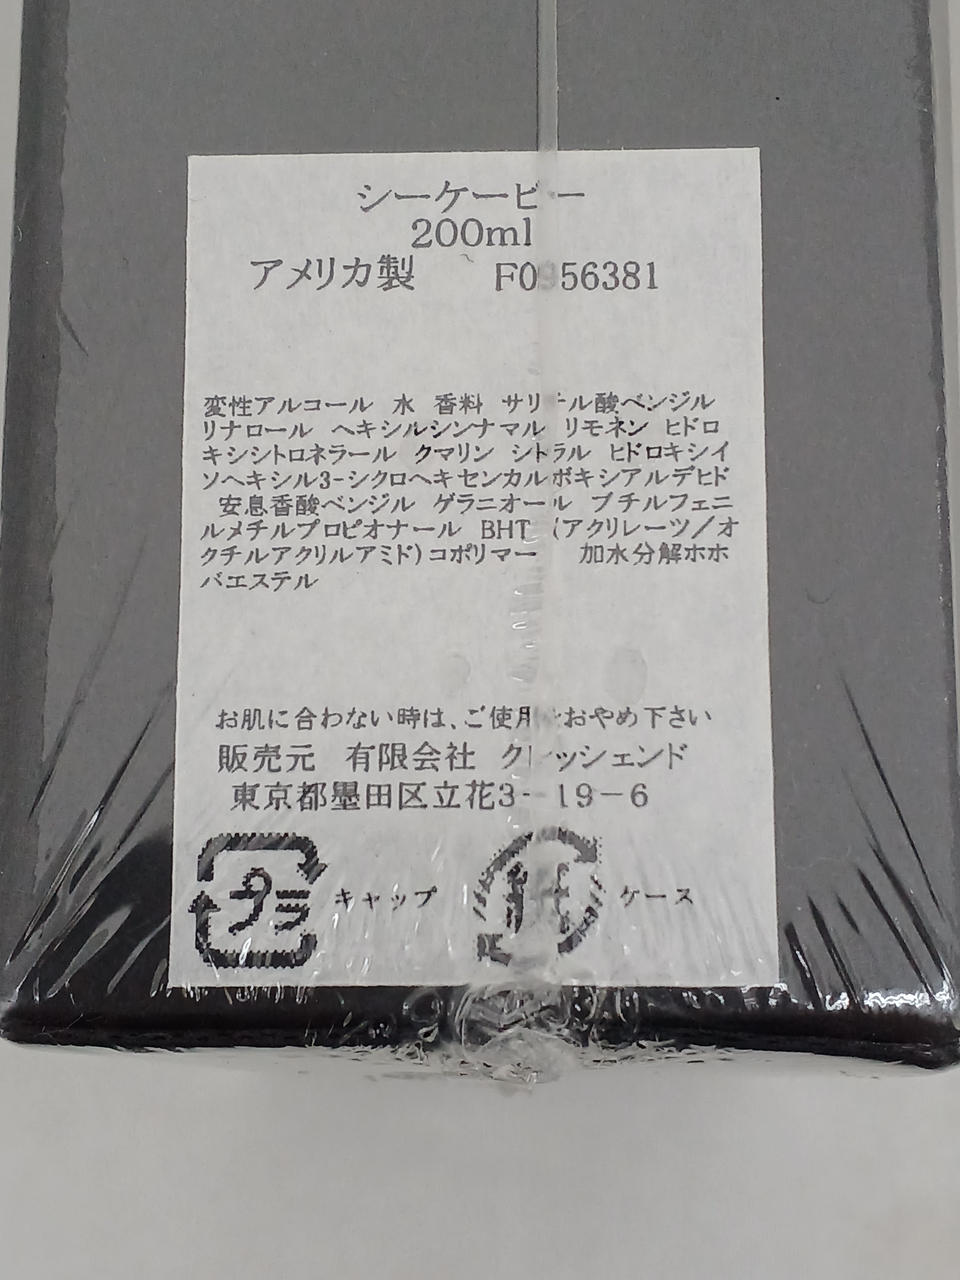 シーケービー
200ml
アメリカ製
変性アルコール 水 香料 サリチル酸ベンジル
リナロール ヘキシルシンナマル リモネン ヒドロ
キシシトロネラール クマリン シトラル ヒドロキシイ
ソヘキシル3-シクロヘキセンカルボキシアルデヒド
安息香酸ベンジル ゲラニオール ブチルフェニ
ルメチルプロピオナール BHT (アクリレーツ/オ
クチルアクリルアミド)コポリマー 加水分解ホホ
バエステル
お肌に合わない時は、ご使用をおやめ下さい
販売元 有限会社 クレッシェンド
東京都墨田区立花3-19-6
プラ キャップ
紙 ケース